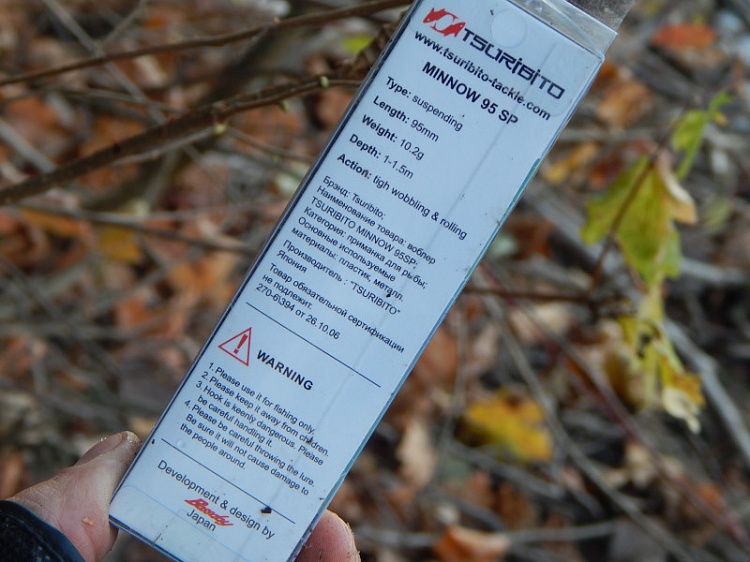 TSURIBITO
www.tsuribito-tackle.com
MINNOW 95 SP
Type: suspending
Length: 95mm
Weight: 10.2g
Depth: 1-1.5m
Action: tigh wobbling & rolling
Брэнд: Tsuribito;
Наименование товара: воблер
TSURIBITO MINNOW 95SP;
Категория: приманка для рыбы;
Основные используемые
материалы: пластик, металл.
Производитель : "TSURIBITO"
Япония
Товар обязательной сертификации
не подлежит.
270-6\394 от 26.10.06
WARNING
1. Please use it for fishing only.
2. Please keep it away from children.
3. Hook is keenly dangerous. Please
be careful handling it.
4. Please be careful throwing the lure.
Be sure it will not cause damage to
the people around.
Development & design by
Japan